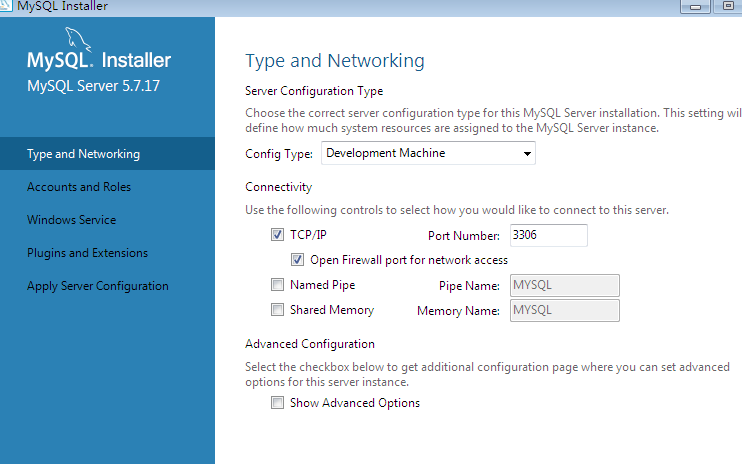 MySQL Installer
MySQL. Installer
MySQL Server 5.7.17
Type and Networking
Accounts and Roles
Windows Service
Plugins and Extensions
Apply Server Configuration
Type and Networking
Server Configuration Type
Choose the correct server configuration type for this MySQL Server installation. This setting wil
define how much system resources are assigned to the MySQL Server instance.
Config Type: Development Machine
Connectivity
Use the following controls to select how you would like to connect to this server.
TCP/IP Port Number: 3306
Open Firewall port for network access
Named Pipe Pipe Name: MYSQL
Shared Memory Memory Name: MYSQL
Advanced Configuration
Select the checkbox below to get additional configuration page where you can set advanced
options for this server instance.
Show Advanced Options